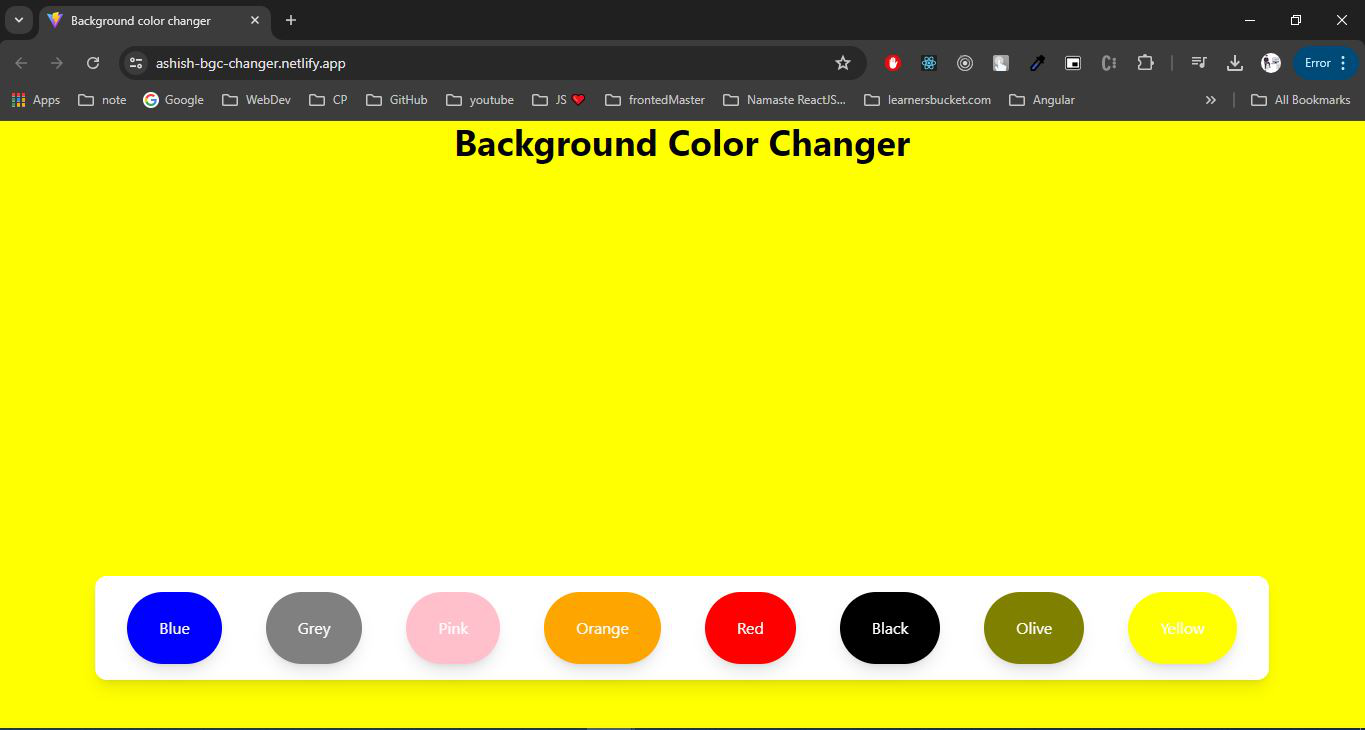 Background color changer
ashish-bgc-changer.netlify.app
Error
Apps note Google WebDev CP GitHub youtube JS ❤️ frontedMaster Namaste ReactJS... learnersbucket.com Angular » All Bookmarks
Background Color Changer
Blue Grey Pink Orange Red Black Olive Yellow